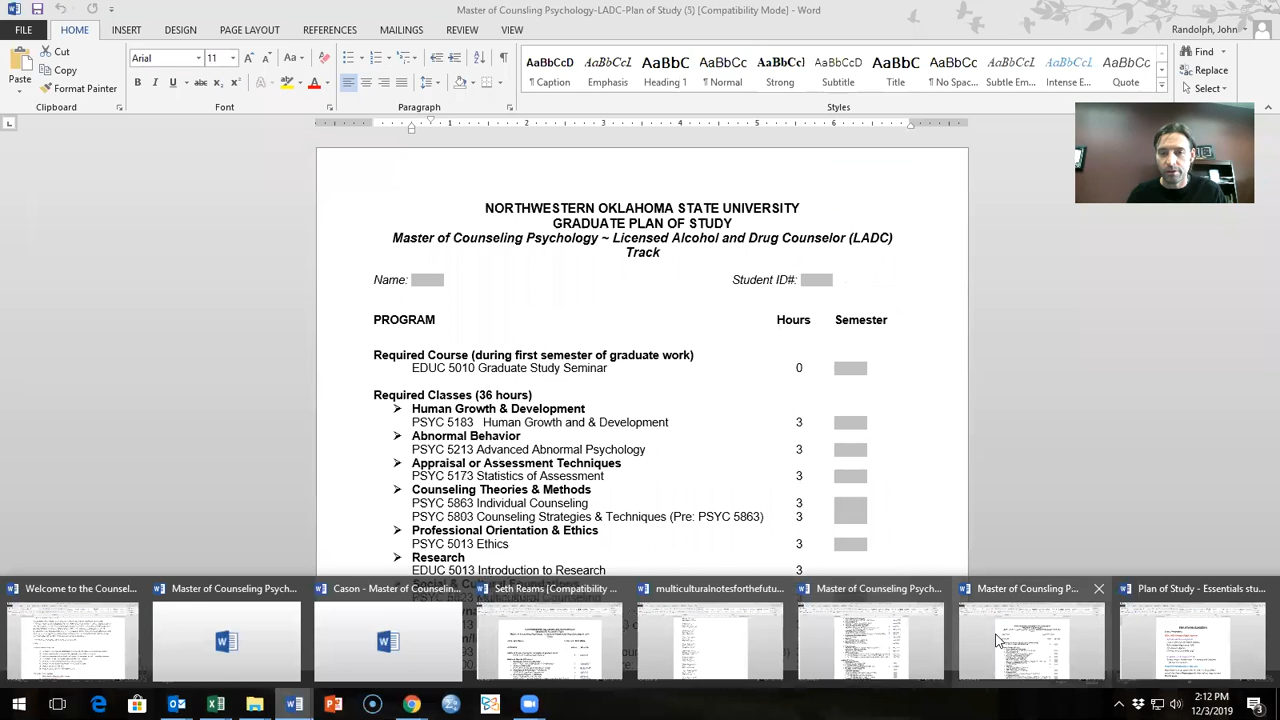 Master of Counsling Psychology-LADC-Plan of Study (5) [Compatibility Mode] - Word
FILE HOME INSERT DESIGN PAGE LAYOUT REFERENCES MAILINGS REVIEW VIEW Randolph, John
Paste Cut Copy Format Painter
Arial 11
AaBbCcD AaBbCcL AaBbC AaBbCc AaBbCcL AaBbCcD AaBbC AaBbCc AaBbCcL AaBbCcL AaBbCcD
¶ Caption Emphasis Heading 1 ¶ Normal Strong Subtitle Title ¶ No Spac... Subtle Em... Intense E... Quote
Find Replace Select
Clipboard Font Paragraph Styles
1 2 3 4 5 6
NORTHWESTERN OKLAHOMA STATE UNIVERSITY
GRADUATE PLAN OF STUDY
Master of Counseling Psychology ~ Licensed Alcohol and Drug Counselor (LADC)
Track
Name: Student ID#:
PROGRAM Hours Semester
Required Course (during first semester of graduate work)
EDUC 5010 Graduate Study Seminar 0
Required Classes (36 hours)
Human Growth & Development
PSYC 5183 Human Growth and & Development 3
Abnormal Behavior
PSYC 5213 Advanced Abnormal Psychology 3
Appraisal or Assessment Techniques
PSYC 5173 Statistics of Assessment 3
Counseling Theories & Methods
PSYC 5863 Individual Counseling 3
PSYC 5803 Counseling Strategies & Techniques (Pre: PSYC 5863) 3
Professional Orientation & Ethics
PSYC 5013 Ethics 3
Research
EDUC 5013 Introduction to Research 3
Welcome to the Counsel... Master of Counseling Psych... Cason - Master of Counselin... Seth Reams [Compatibility ... multiculturalnotesforthefutu... Master of Counseling Psych... Master of Counsling P... Plan of Study - Essentials stu...
2:12 PM
12/3/2019